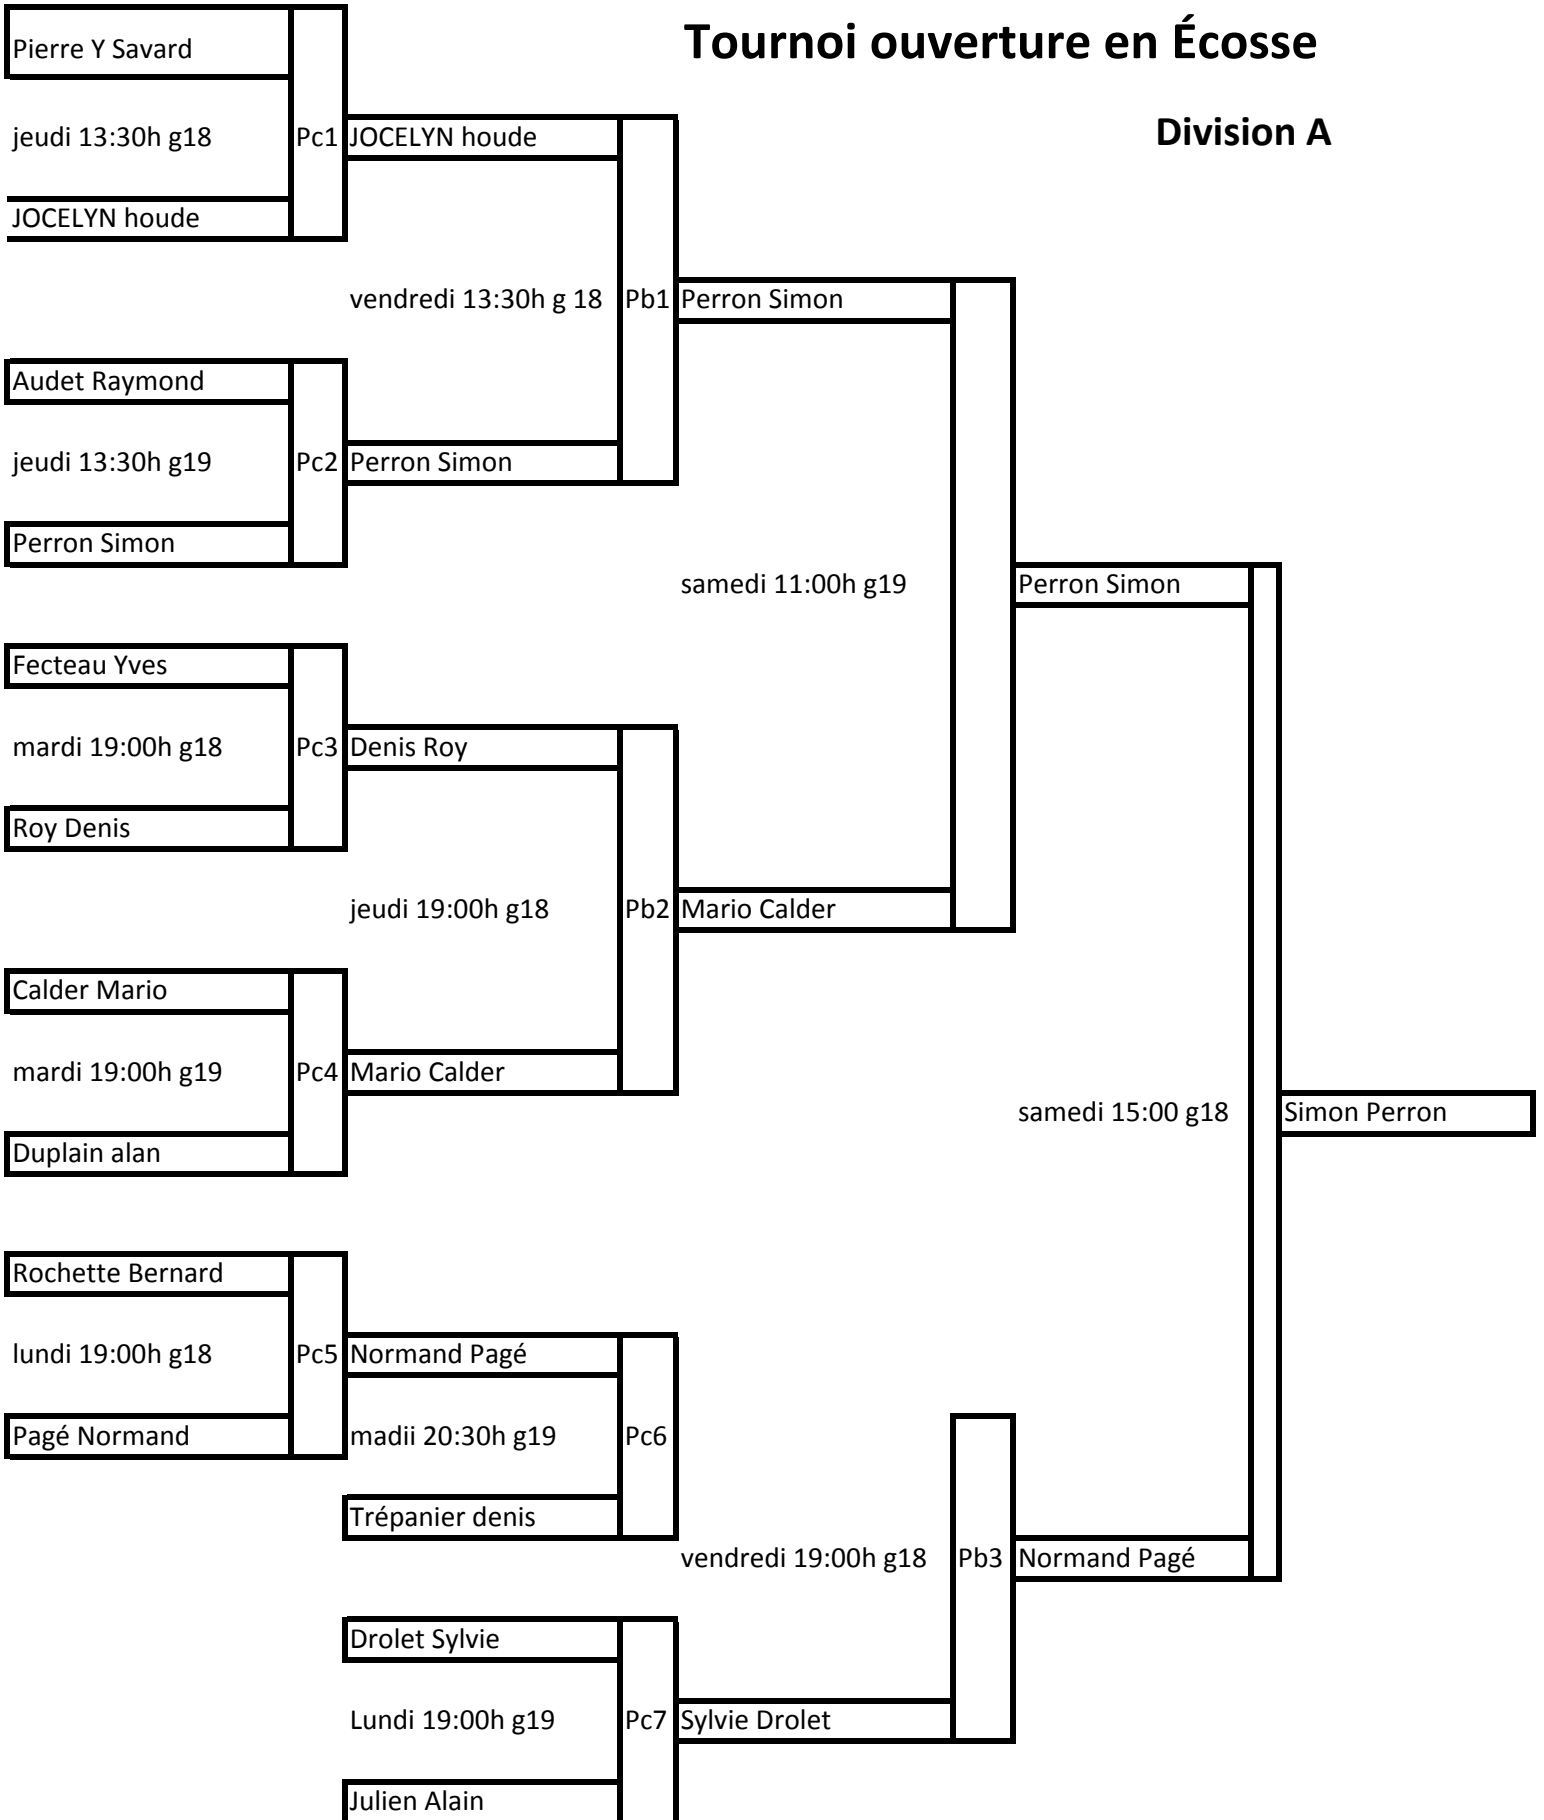 Tournoi ouverture en Écosse
Division A
Pierre Y Savard
jeudi 13:30h g18
Pc1
JOCELYN houde
JOCELYN houde
vendredi 13:30h g 18
Pb1
Perron Simon
Audet Raymond
jeudi 13:30h g19
Pc2
Perron Simon
Perron Simon
samedi 11:00h g19
Perron Simon
Fecteau Yves
mardi 19:00h g18
Pc3
Denis Roy
Roy Denis
jeudi 19:00h g18
Pb2
Mario Calder
Calder Mario
mardi 19:00h g19
Pc4
Mario Calder
Duplain alan
samedi 15:00 g18
Simon Perron
Rochette Bernard
lundi 19:00h g18
Pc5
Normand Pagé
Pagé Normand
madii 20:30h g19
Pc6
Trépanier denis
vendredi 19:00h g18
Pb3
Normand Pagé
Drolet Sylvie
Lundi 19:00h g19
Pc7
Sylvie Drolet
Julien Alain